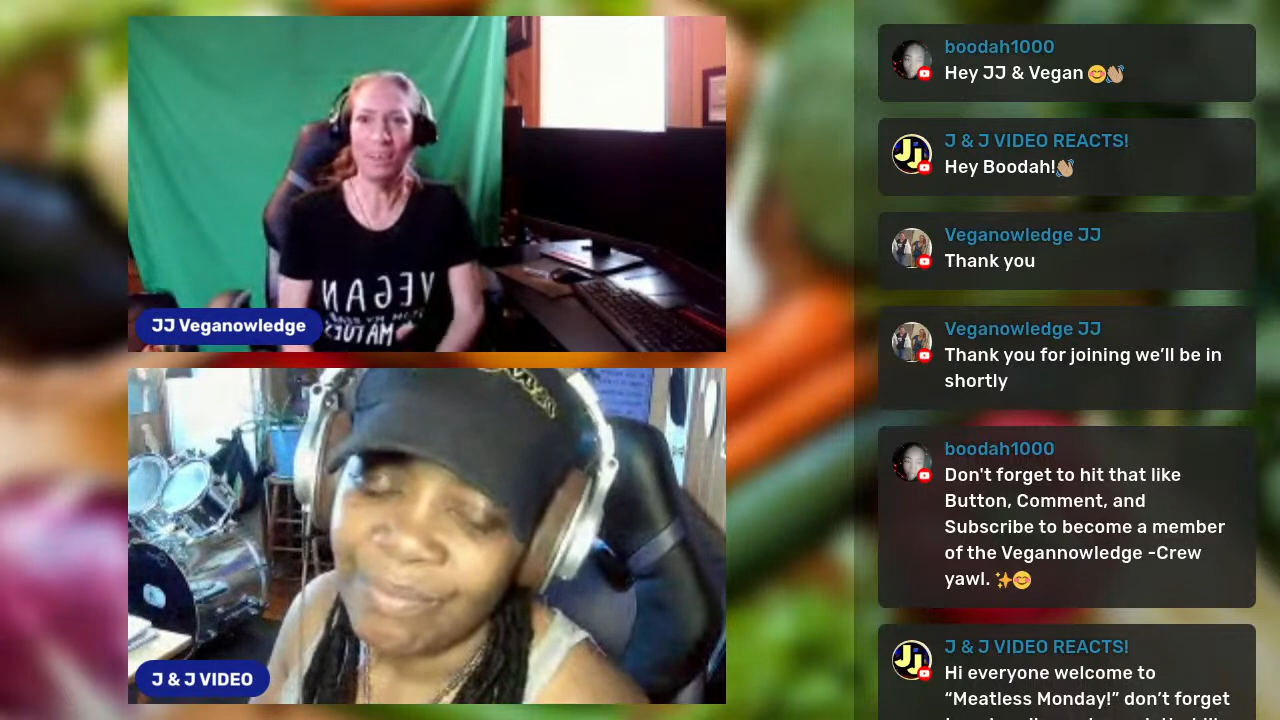 VEGAN
JJ Veganowledge
J & J VIDEO
boodah1000
Hey JJ & Vegan 😊👋🏼
J & J VIDEO REACTS!
Hey Boodah!👋🏼
Veganowledge JJ
Thank you
Veganowledge JJ
Thank you for joining we’ll be in
shortly
boodah1000
Don't forget to hit that like
Button, Comment, and
Subscribe to become a member
of the Vegannowledge -Crew
yawl. ✨😊
J & J VIDEO REACTS!
Hi everyone welcome to
“Meatless Monday!” don’t forget